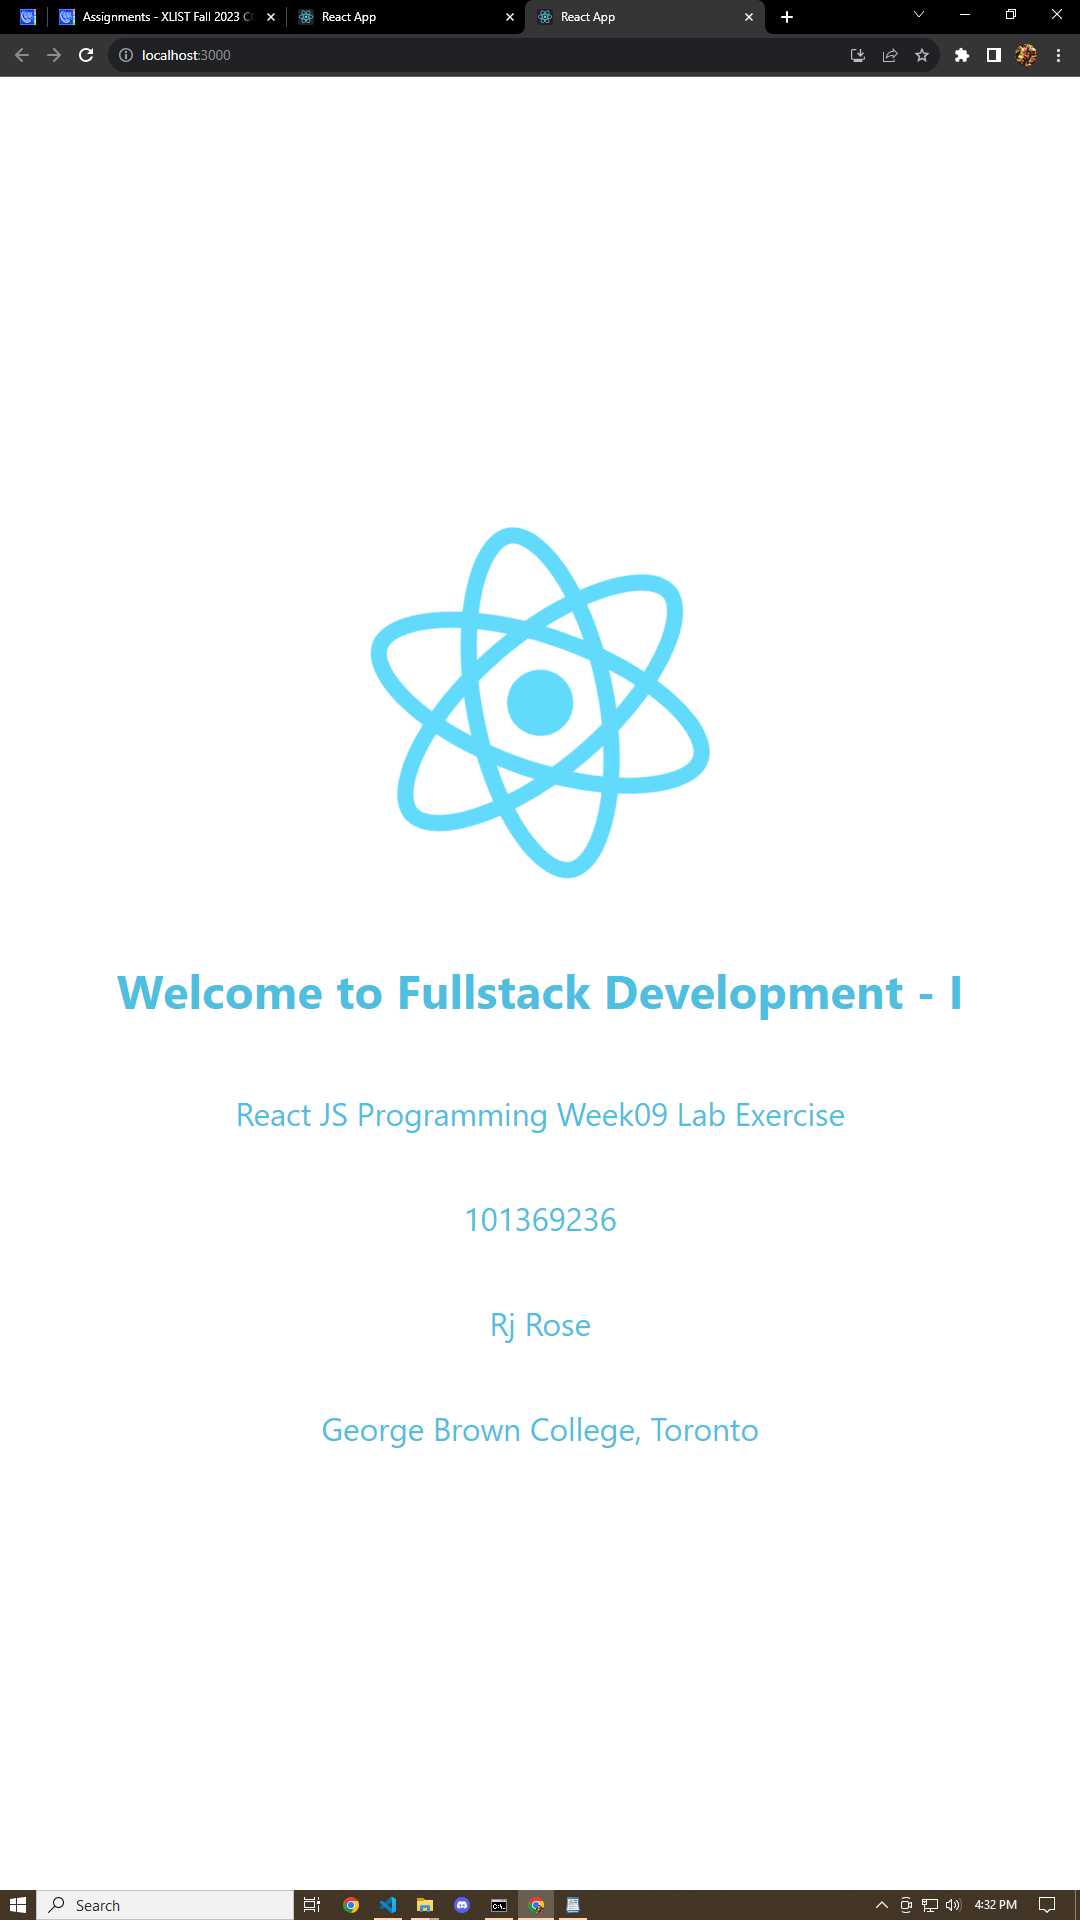 Assignments - XLIST Fall 2023
React App
React App
localhost:3000
Welcome to Fullstack Development - I
React JS Programming Week09 Lab Exercise
101369236
Rj Rose
George Brown College, Toronto
Search
4:32 PM